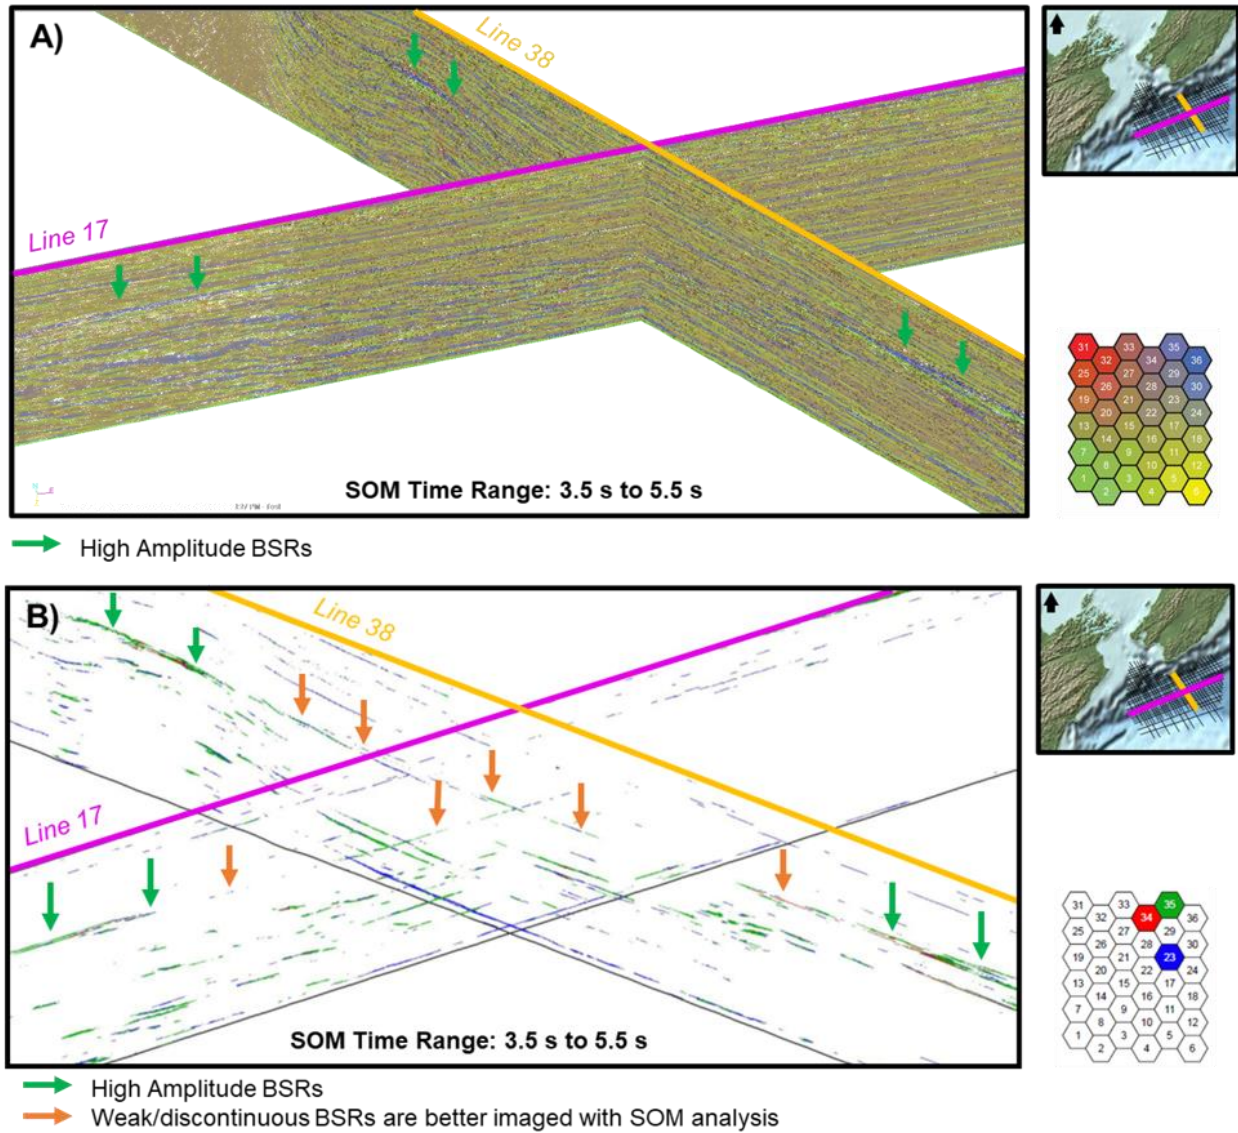 A)
Line 38
Line 17
SOM Time Range: 3.5 s to 5.5 s
31 33 35
32 34 36
25 27 29
26 28 30
19 21 23
20 22 24
13 15 17
14 16 18
7 9 11
8 10 12
1 3 5
2 4 6
High Amplitude BSRs
B)
Line 38
Line 17
SOM Time Range: 3.5 s to 5.5 s
31 33 35
32 34 36
25 27 29
26 28 30
19 21 23
20 22 24
13 15 17
14 16 18
7 9 11
8 10 12
1 3 5
2 4 6
High Amplitude BSRs
Weak/discontinuous BSRs are better imaged with SOM analysis